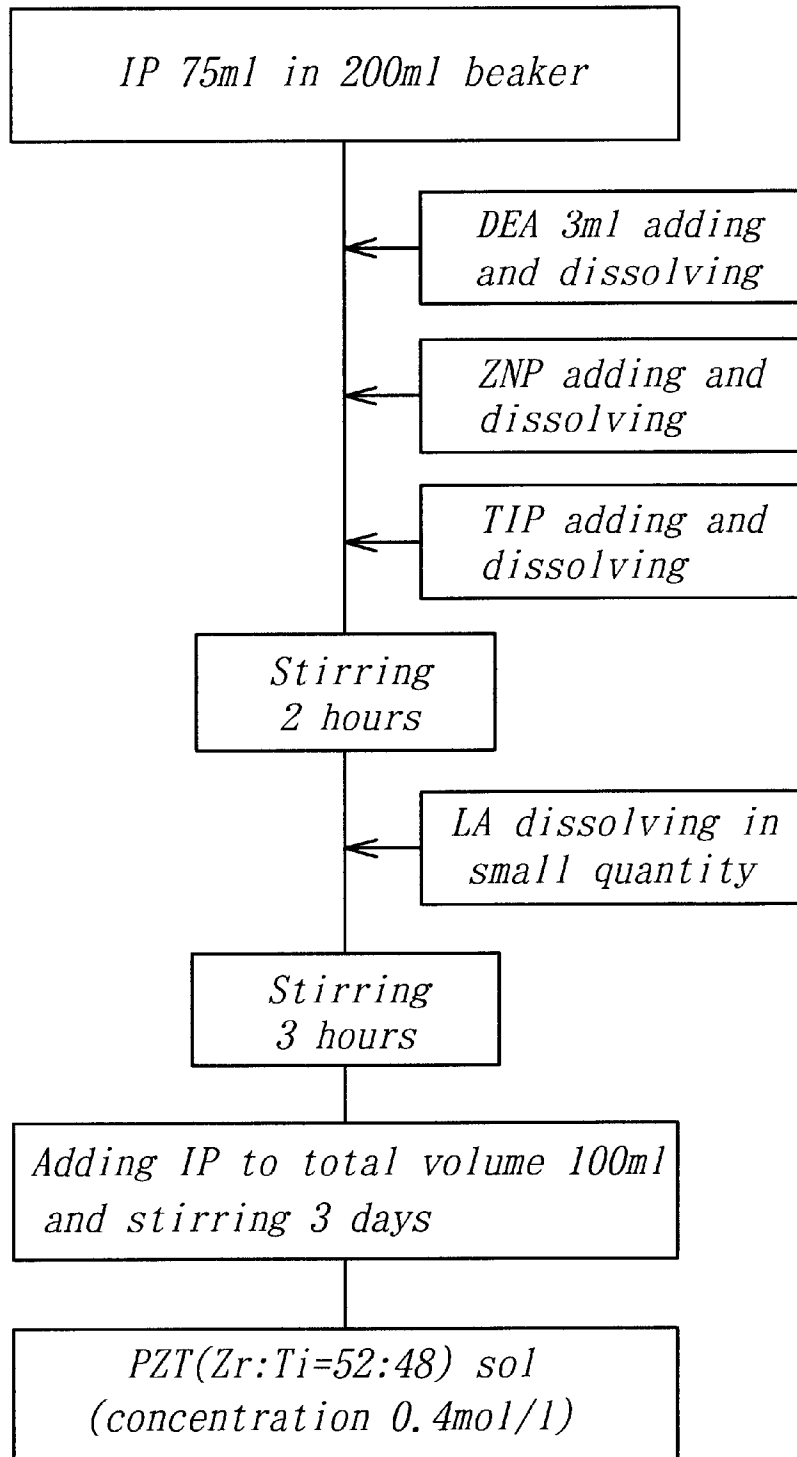 IP 75ml in 200ml beaker
DEA 3ml adding
and dissolving
ZNP adding and
dissolving
TIP adding and
dissolving
Stirring
2 hours
LA dissolving in
small quantity
Stirring
3 hours
Adding IP to total volume 100ml
and stirring 3 days
PZT(Zr:Ti=52:48) sol
(concentration 0.4mol/l)